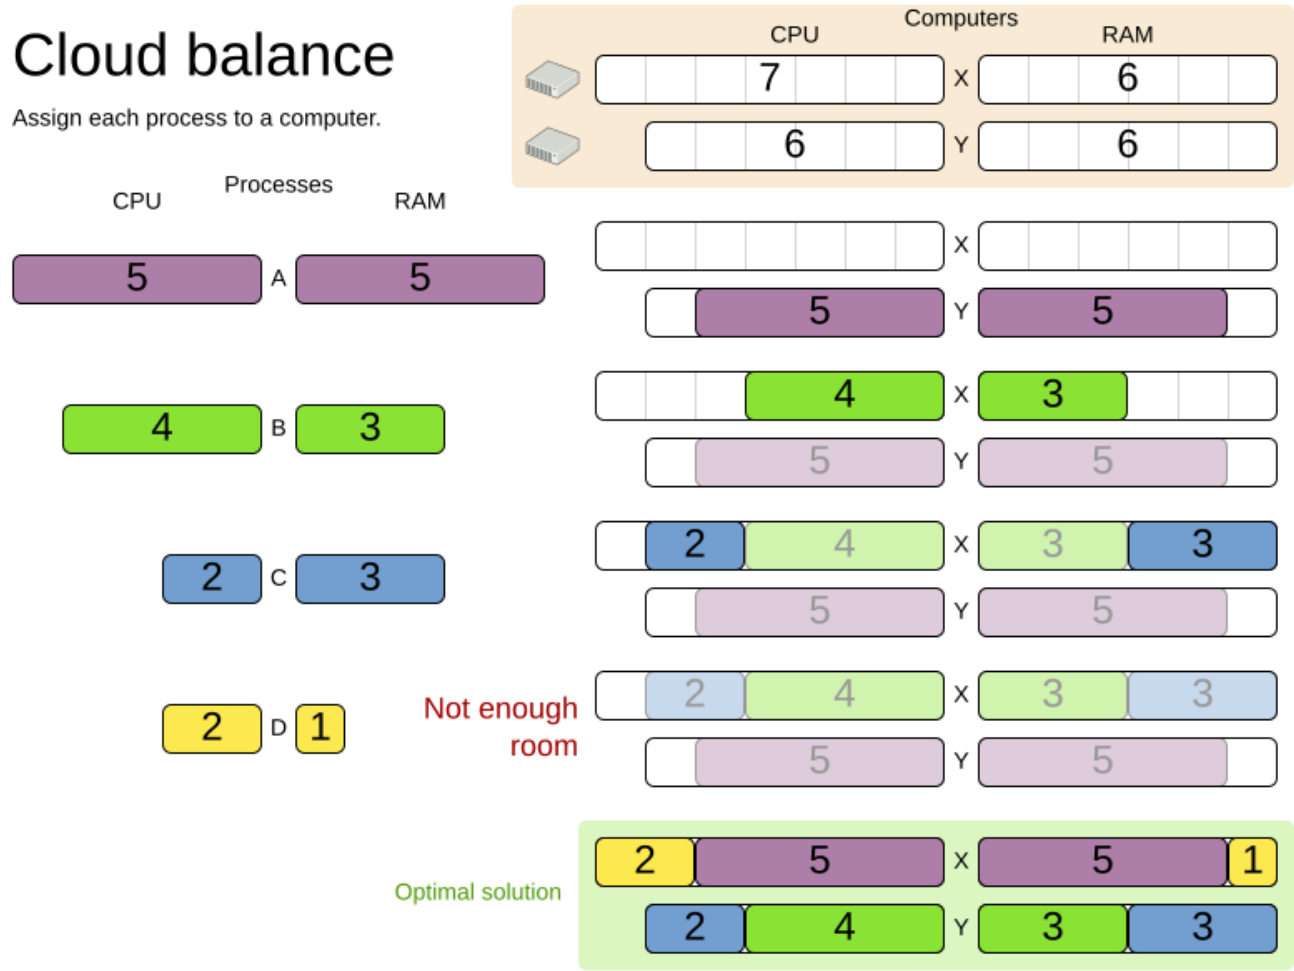 Cloud balance
Assign each process to a computer.
Computers
CPU RAM
7 X 6
6 Y 6
Processes
CPU RAM
5 A 5
4 B 3
2 C 3
2 D 1
X
5 Y 5
4 X 3
5 Y 5
2 4 X 3 3
5 Y 5
Not enough
room
2 4 X 3 3
5 Y 5
Optimal solution
2 5 X 5 1
2 4 Y 3 3